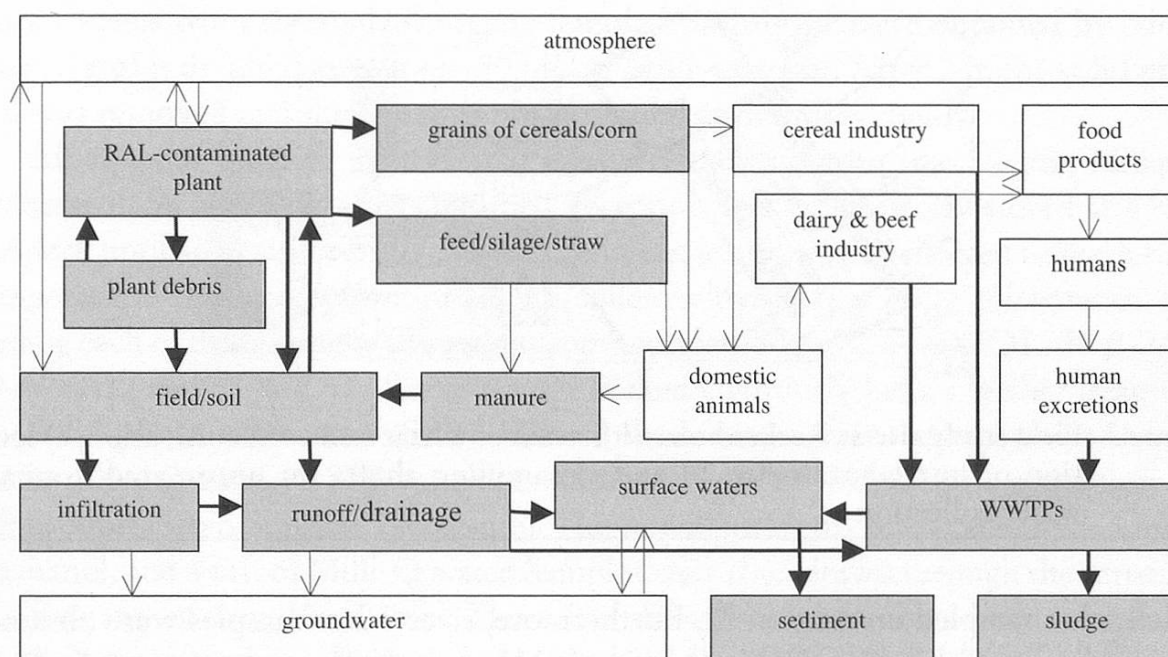 atmosphere
RAL-contaminated
plant
grains of cereals/corn
cereal industry
food
products
feed/silage/straw
dairy & beef
industry
humans
plant debris
field/soil
manure
domestic
animals
human
excretions
infiltration
runoff/drainage
surface waters
WWTPs
groundwater
sediment
sludge